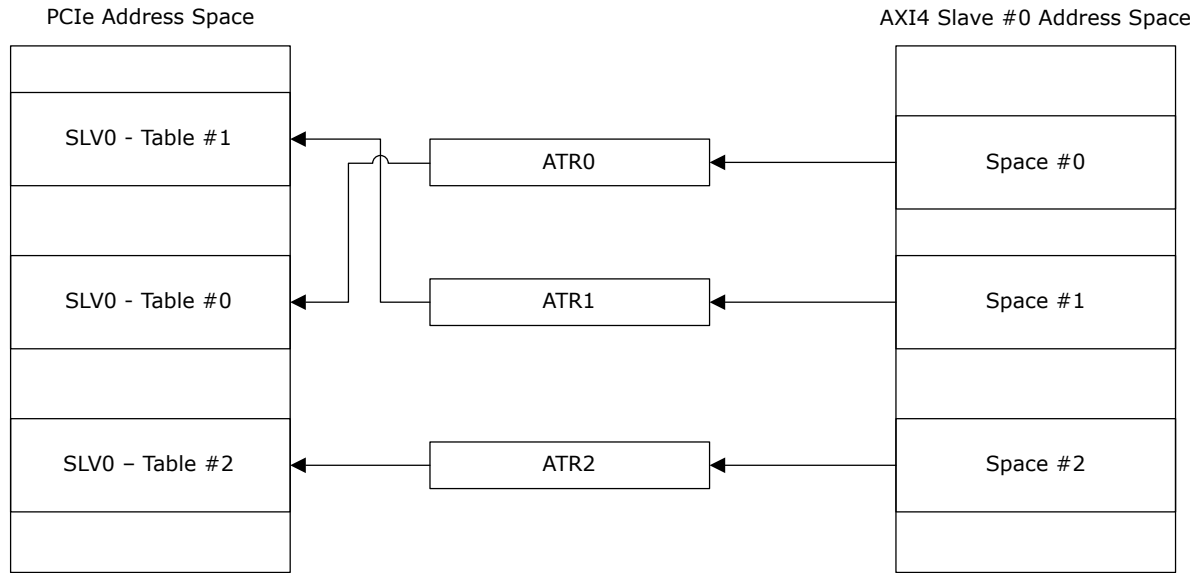 PCIe Address Space
AXI4 Slave #0 Address Space
SLV0 - Table #1
ATR0
Space #0
SLV0 - Table #0
ATR1
Space #1
SLV0 – Table #2
ATR2
Space #2